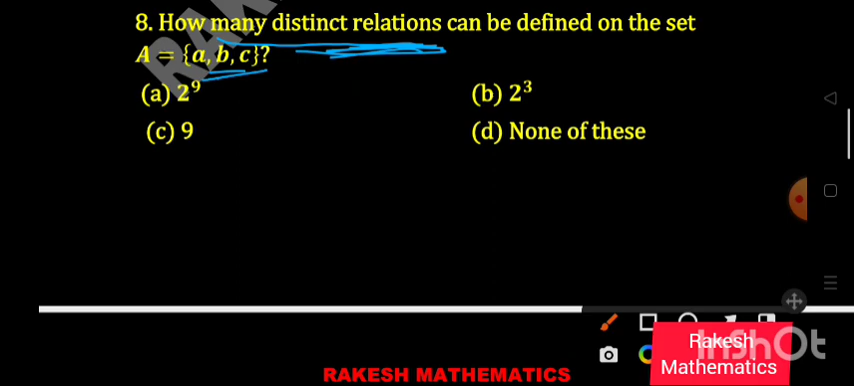 8. How many distinct relations can be defined on the set
A = {a, b, c}?
(a) 2⁹
(b) 2³
(c) 9
(d) None of these
Rakesh
Mathematics
InShOt
RAKESH MATHEMATICS